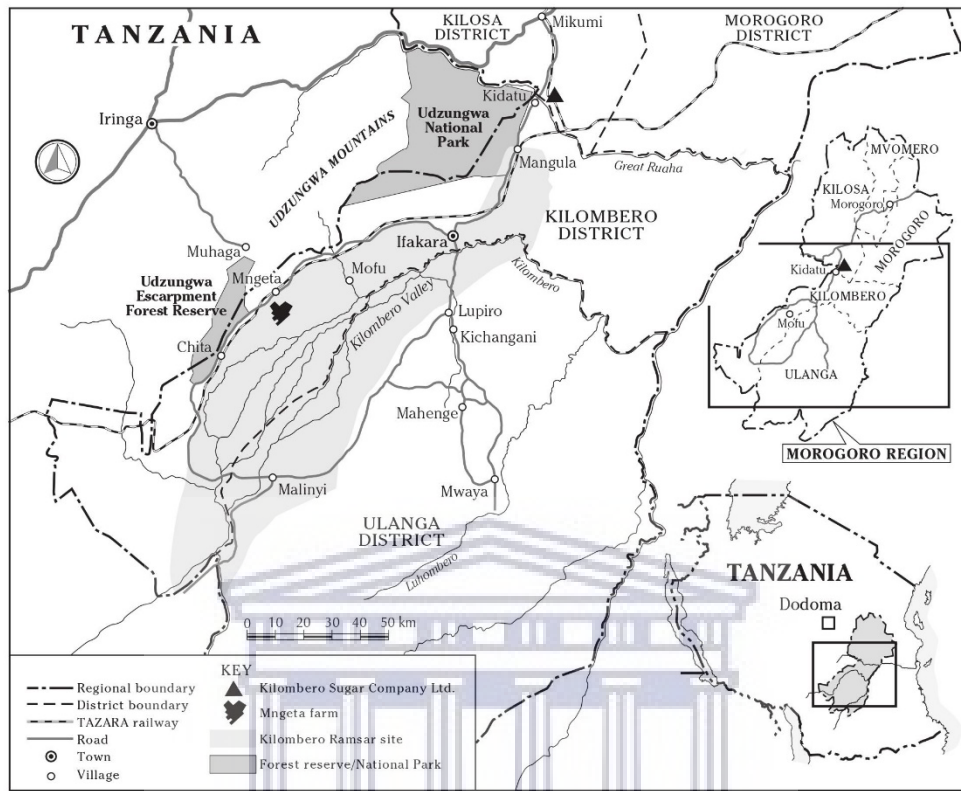 TANZANIA
KILOSA
DISTRICT
Mikumi
MOROGORO
DISTRICT
Iringa
Kidatu
Udzungwa
National
Park
UDZUNGWA MOUNTAINS
Mangula
Great Ruaha
KILOMBERO
DISTRICT
Ifakara
Muhaga
Mofu
Mngeta
Udzungwa
Escarpment
Forest Reserve
Kilombero
Kilombero Valley
Lupiro
Kichangani
Chita
Mahenge
Malinyi
Mwaya
ULANGA
DISTRICT
Luhombero
MVOMERO
KILOSA
Morogoro
MOROGORO
Kidatu
KILOMBERO
Mofu
ULANGA
MOROGORO REGION
TANZANIA
Dodoma
0 10 20 30 40 50 km
KEY
Regional boundary
District boundary
TAZARA railway
Road
Town
Village
Kilombero Sugar Company Ltd.
Mngeta farm
Kilombero Ramsar site
Forest reserve/National Park